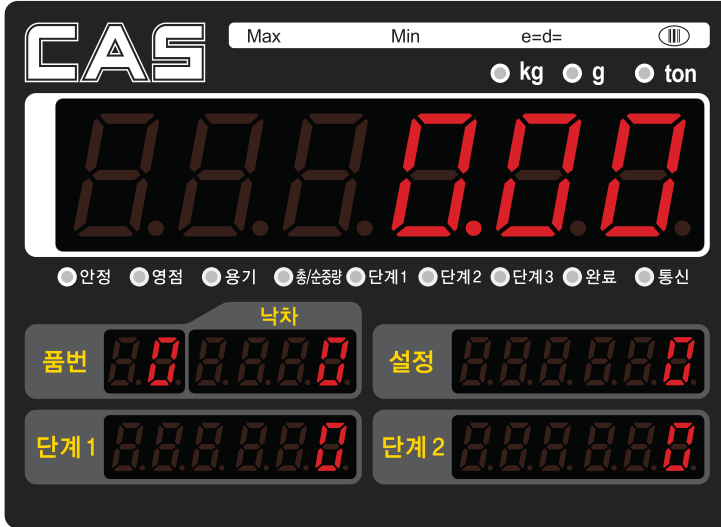 CAS
Max Min e=d=
kg g ton
0.00
안정 영점 용기 총/순중량 단계1 단계2 단계3 완료 통신
낙차
품번 0 0 설정 0
단계1 0 단계2 0